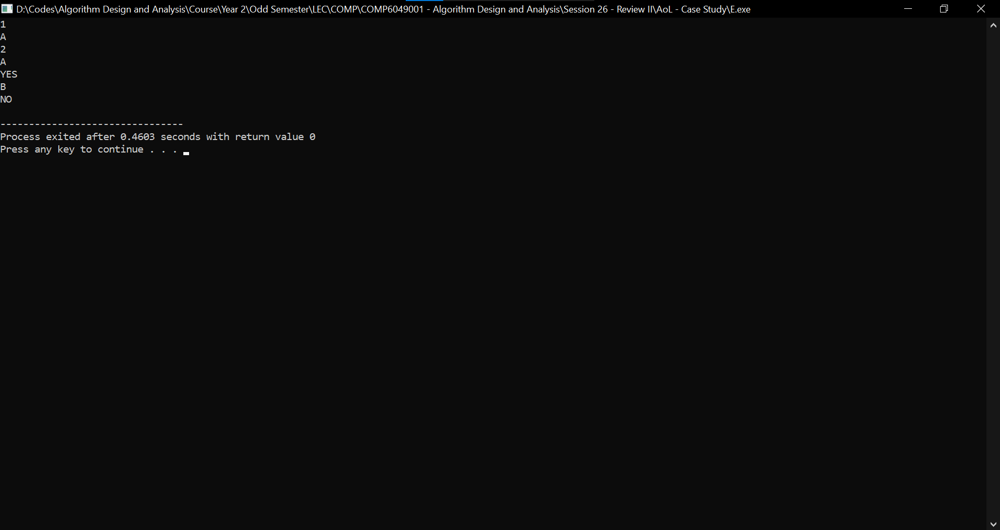 D:\Codes\Algorithm Design and Analysis\Course\Year 2\Odd Semester\LEC\COMP\COMP6049001 - Algorithm Design and Analysis\Session 26 - Review II\AoL - Case Study\E.exe
1
A
2
A
YES
B
NO
--------------------------------
Process exited after 0.4603 seconds with return value 0
Press any key to continue . . .